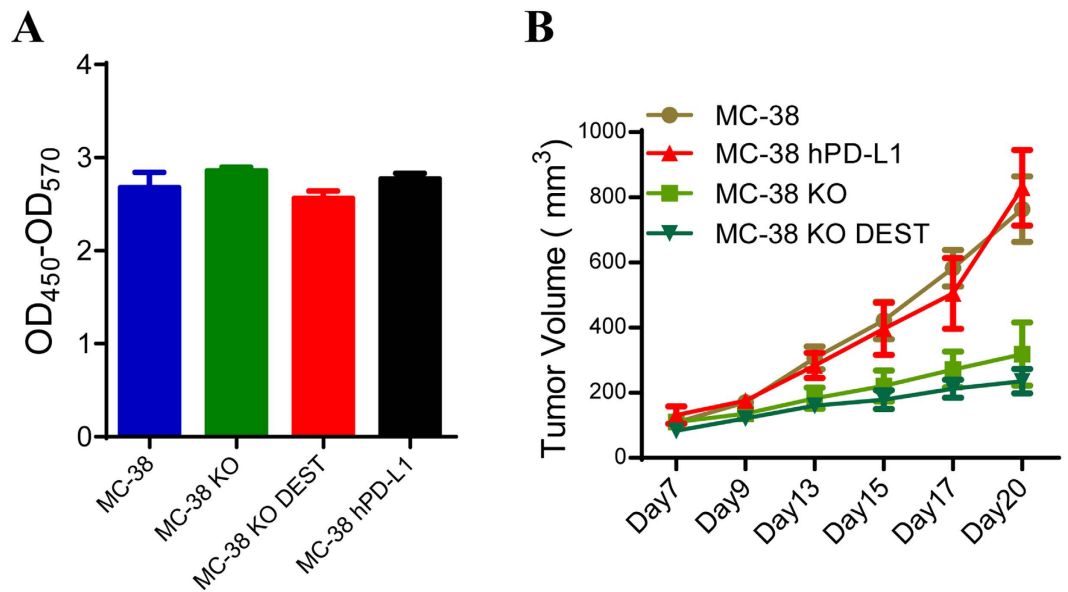 A
OD450-OD570
4
3
2
1
0
MC-38
MC-38 KO
MC-38 KO DEST
MC-38 hPD-L1
B
MC-38
MC-38 hPD-L1
MC-38 KO
MC-38 KO DEST
Tumor Volume ( mm3)
1000
800
600
400
200
0
Day7
Day9
Day13
Day15
Day17
Day20